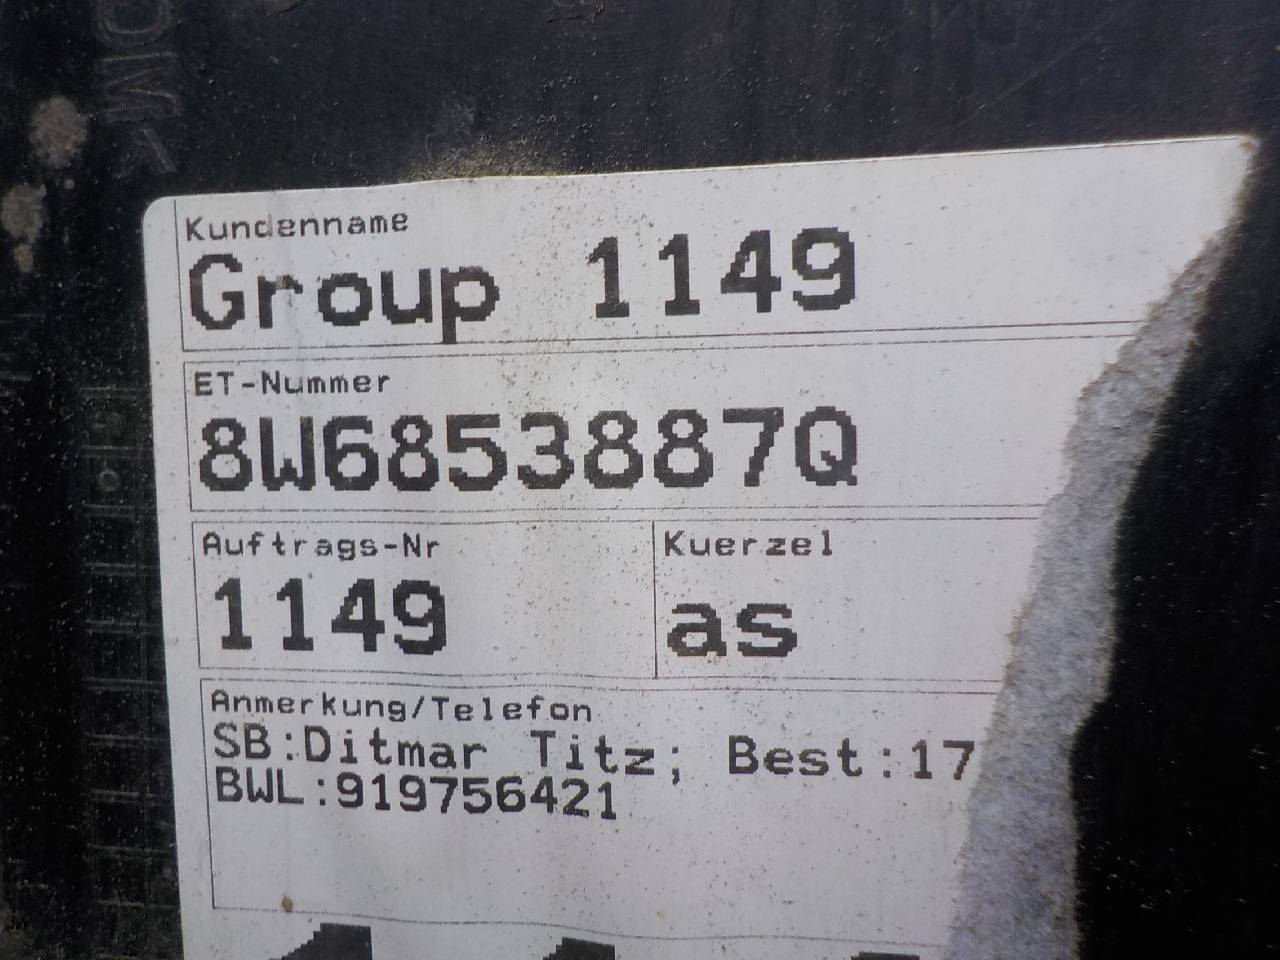 Kundenname
Group 1149
ET-Nummer
8W6853887Q
Auftrags-Nr
1149
Kuerzel
as
Anmerkung/Telefon
SB:Ditmar Titz; Best:17
BWL:919756421